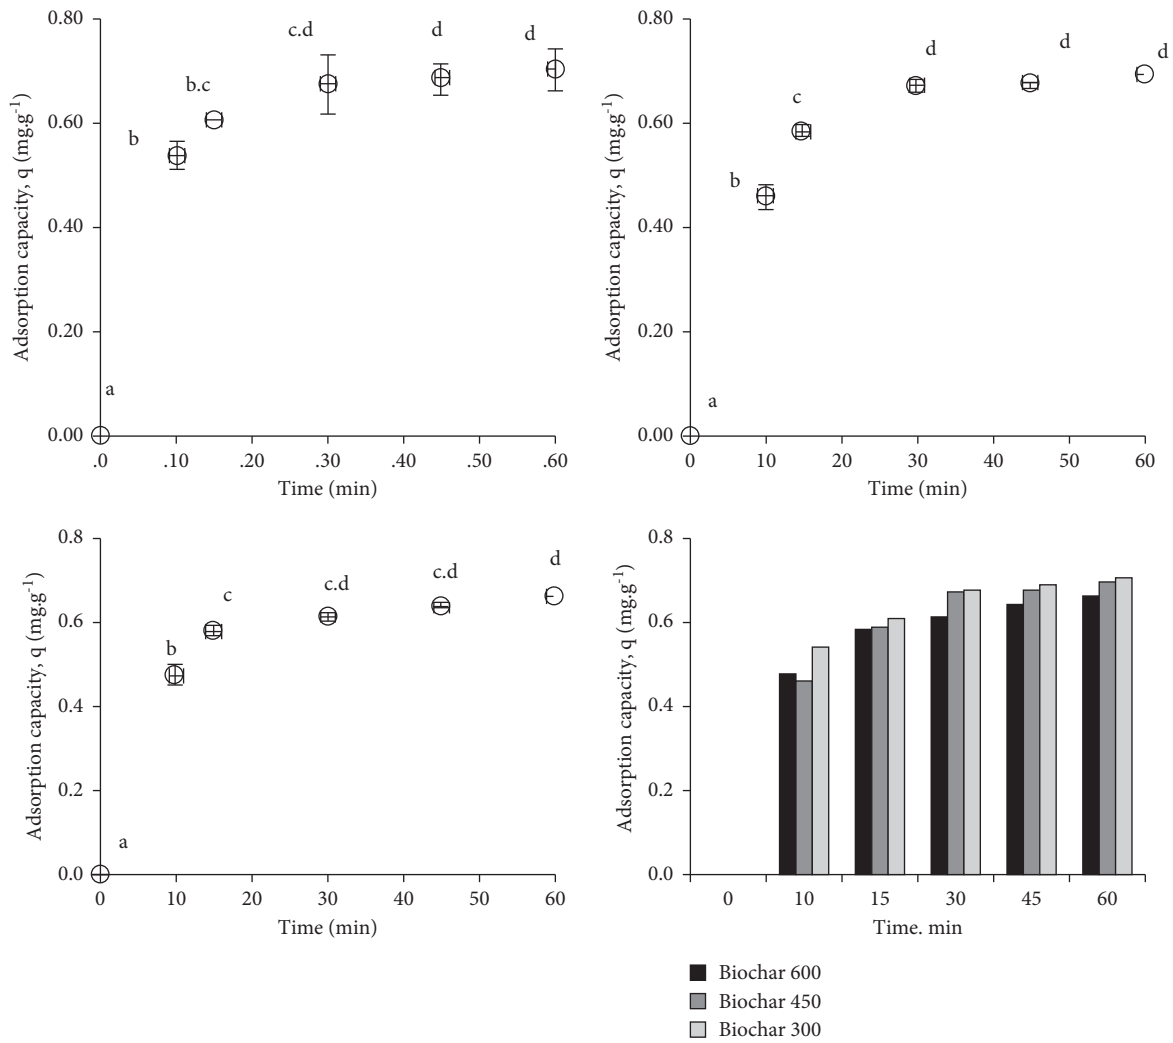 0.80
0.60
0.40
0.20
0.00
Adsorption capacity, q (mg.g-1)
a
b
b.c
c.d
d
d
.0 .10 .20 .30 .40 .50 .60
Time (min)
0.80
0.60
0.40
0.20
0.00
Adsorption capacity, q (mg.g-1)
a
b
c
d
d
d
0 10 20 30 40 50 60
Time (min)
0.8
0.6
0.4
0.2
0.0
Adsorption capacity, q (mg.g-1)
a
b
c
c.d
c.d
d
0 10 20 30 40 50 60
Time (min)
0.8
0.6
0.4
0.2
0.0
Adsorption capacity, q (mg.g-1)
0 10 15 30 45 60
Time. min
Biochar 600
Biochar 450
Biochar 300